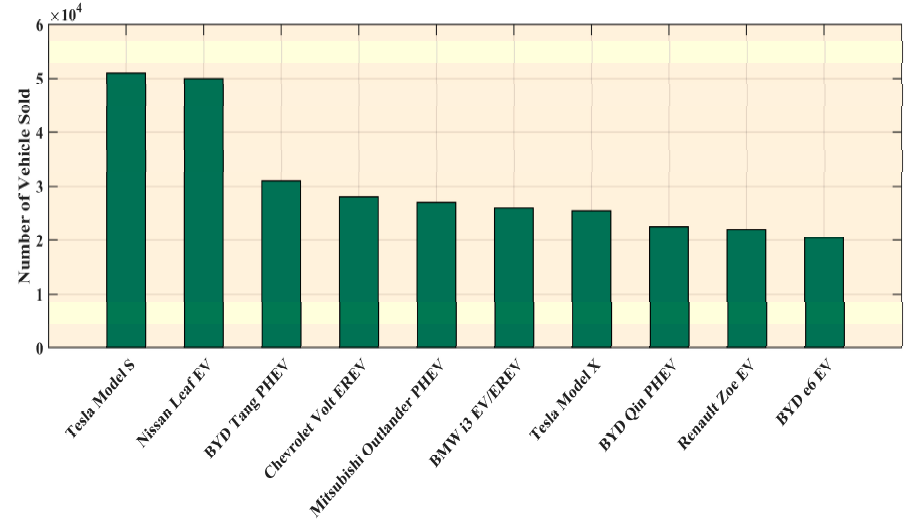 ×10⁴
6
5
4
3
2
1
0
Number of Vehicle Sold
Tesla Model S
Nissan Leaf EV
BYD Tang PHEV
Chevrolet Volt EREV
Mitsubishi Outlander PHEV
BMW i3 EV/EREV
Tesla Model X
BYD Qin PHEV
Renault Zoe EV
BYD e6 EV